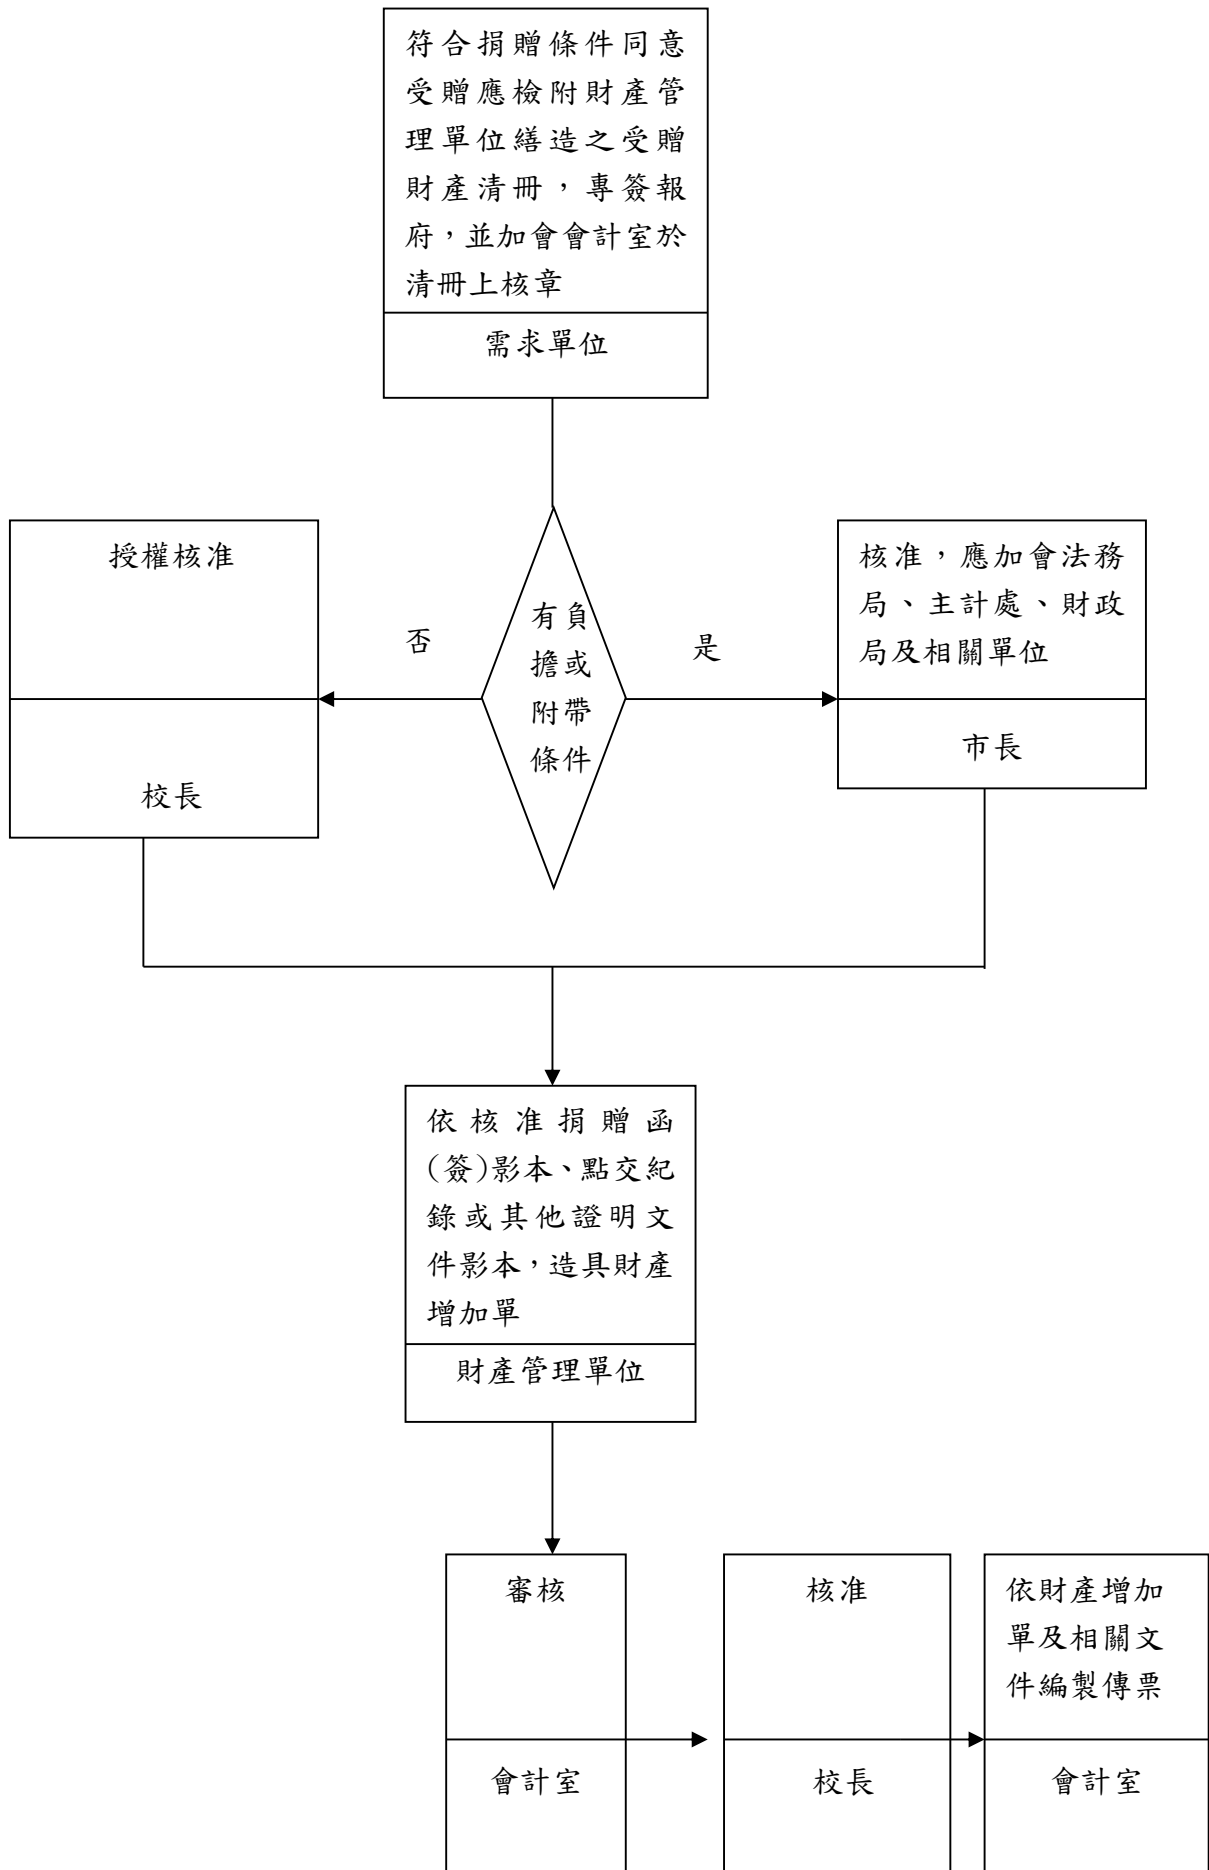 符合捐贈條件同意
受贈應檢附財產管
理單位繕造之受贈
財產清冊，專簽報
府，並加會會計室於
清冊上核章
需求單位
授權核准
校長
否
有負
擔或
附帶
條件
是
核准，應加會法務
局、主計處、財政
局及相關單位
市長
依核准捐贈函
(簽)影本、點交紀
錄或其他證明文
件影本，造具財產
增加單
財產管理單位
審核
會計室
核准
校長
依財產增加
單及相關文
件編製傳票
會計室